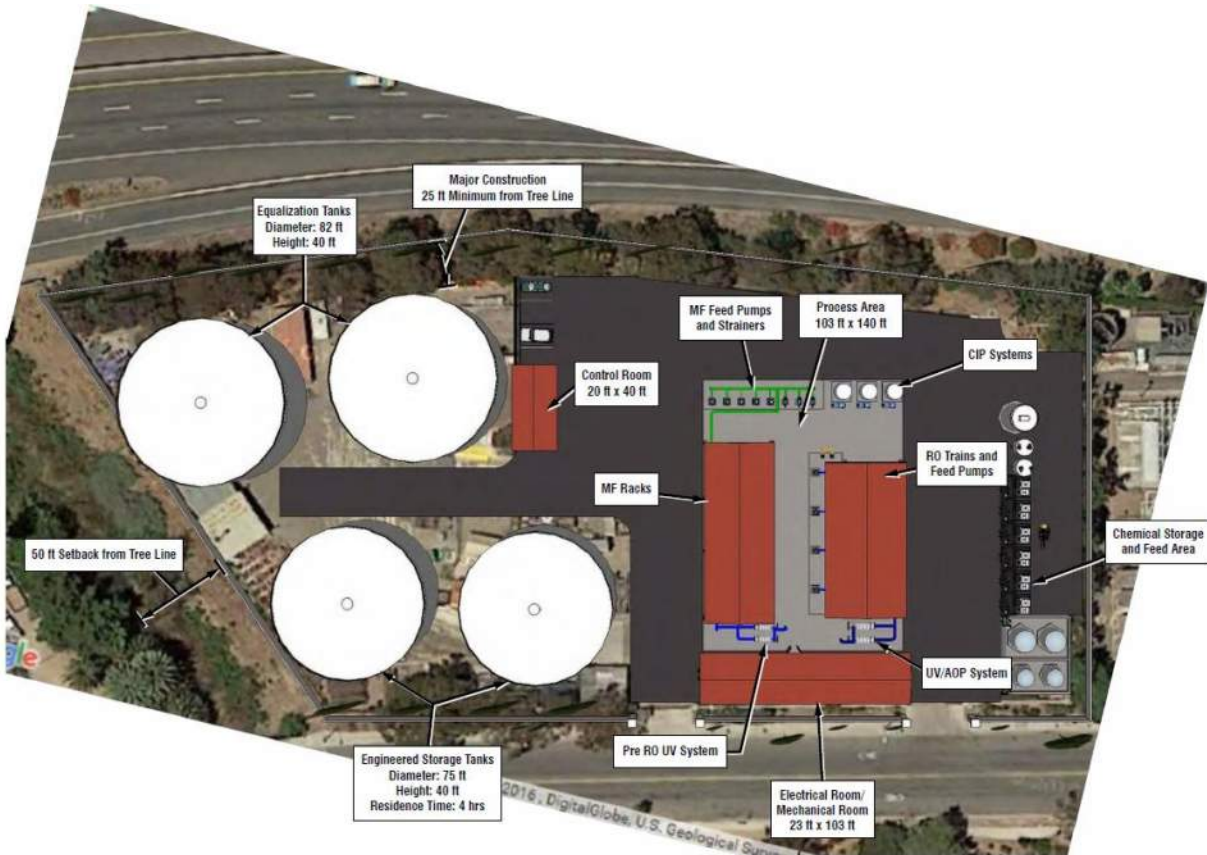 Major Construction
25 ft Minimum from Tree Line
Equalization Tanks
Diameter: 82 ft
Height: 40 ft
MF Feed Pumps
and Strainers
Process Area
103 ft x 140 ft
CIP Systems
Control Room
20 ft x 40 ft
RO Trains and
Feed Pumps
MF Racks
Chemical Storage
and Feed Area
50 ft Setback from Tree Line
UV/AOP System
Pre RO UV System
Engineered Storage Tanks
Diameter: 75 ft
Height: 40 ft
Residence Time: 4 hrs
Electrical Room/
Mechanical Room
23 ft x 103 ft
2016, DigitalGlobe, U.S. Geological